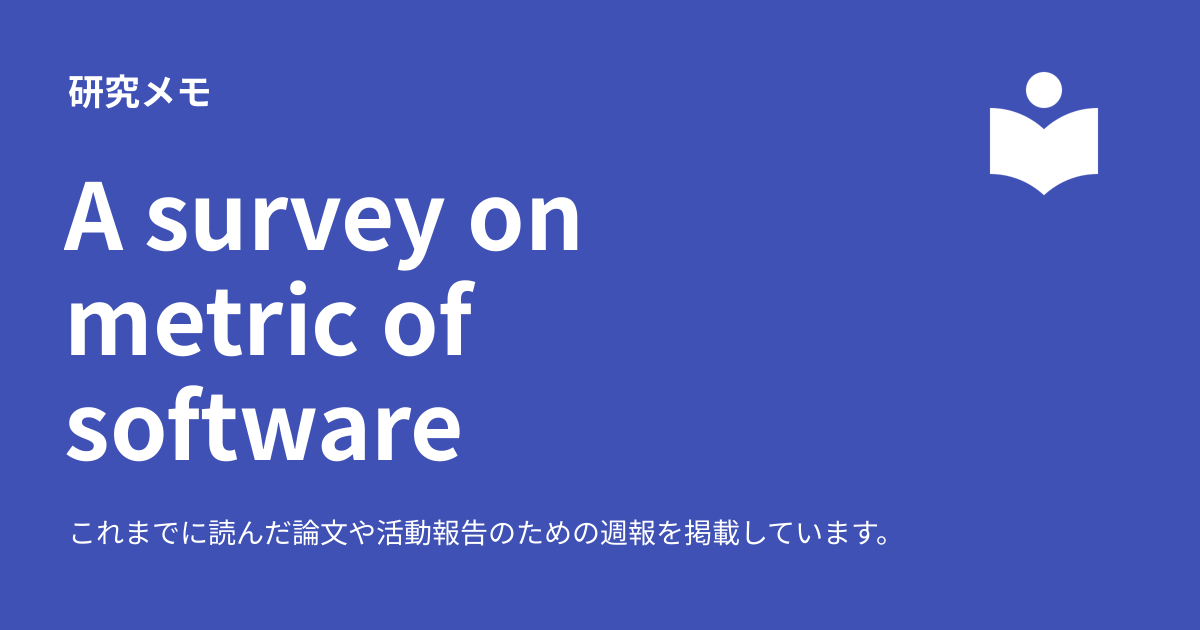 研究メモ
A survey on
metric of
software
これまでに読んだ論文や活動報告のための週報を掲載しています。